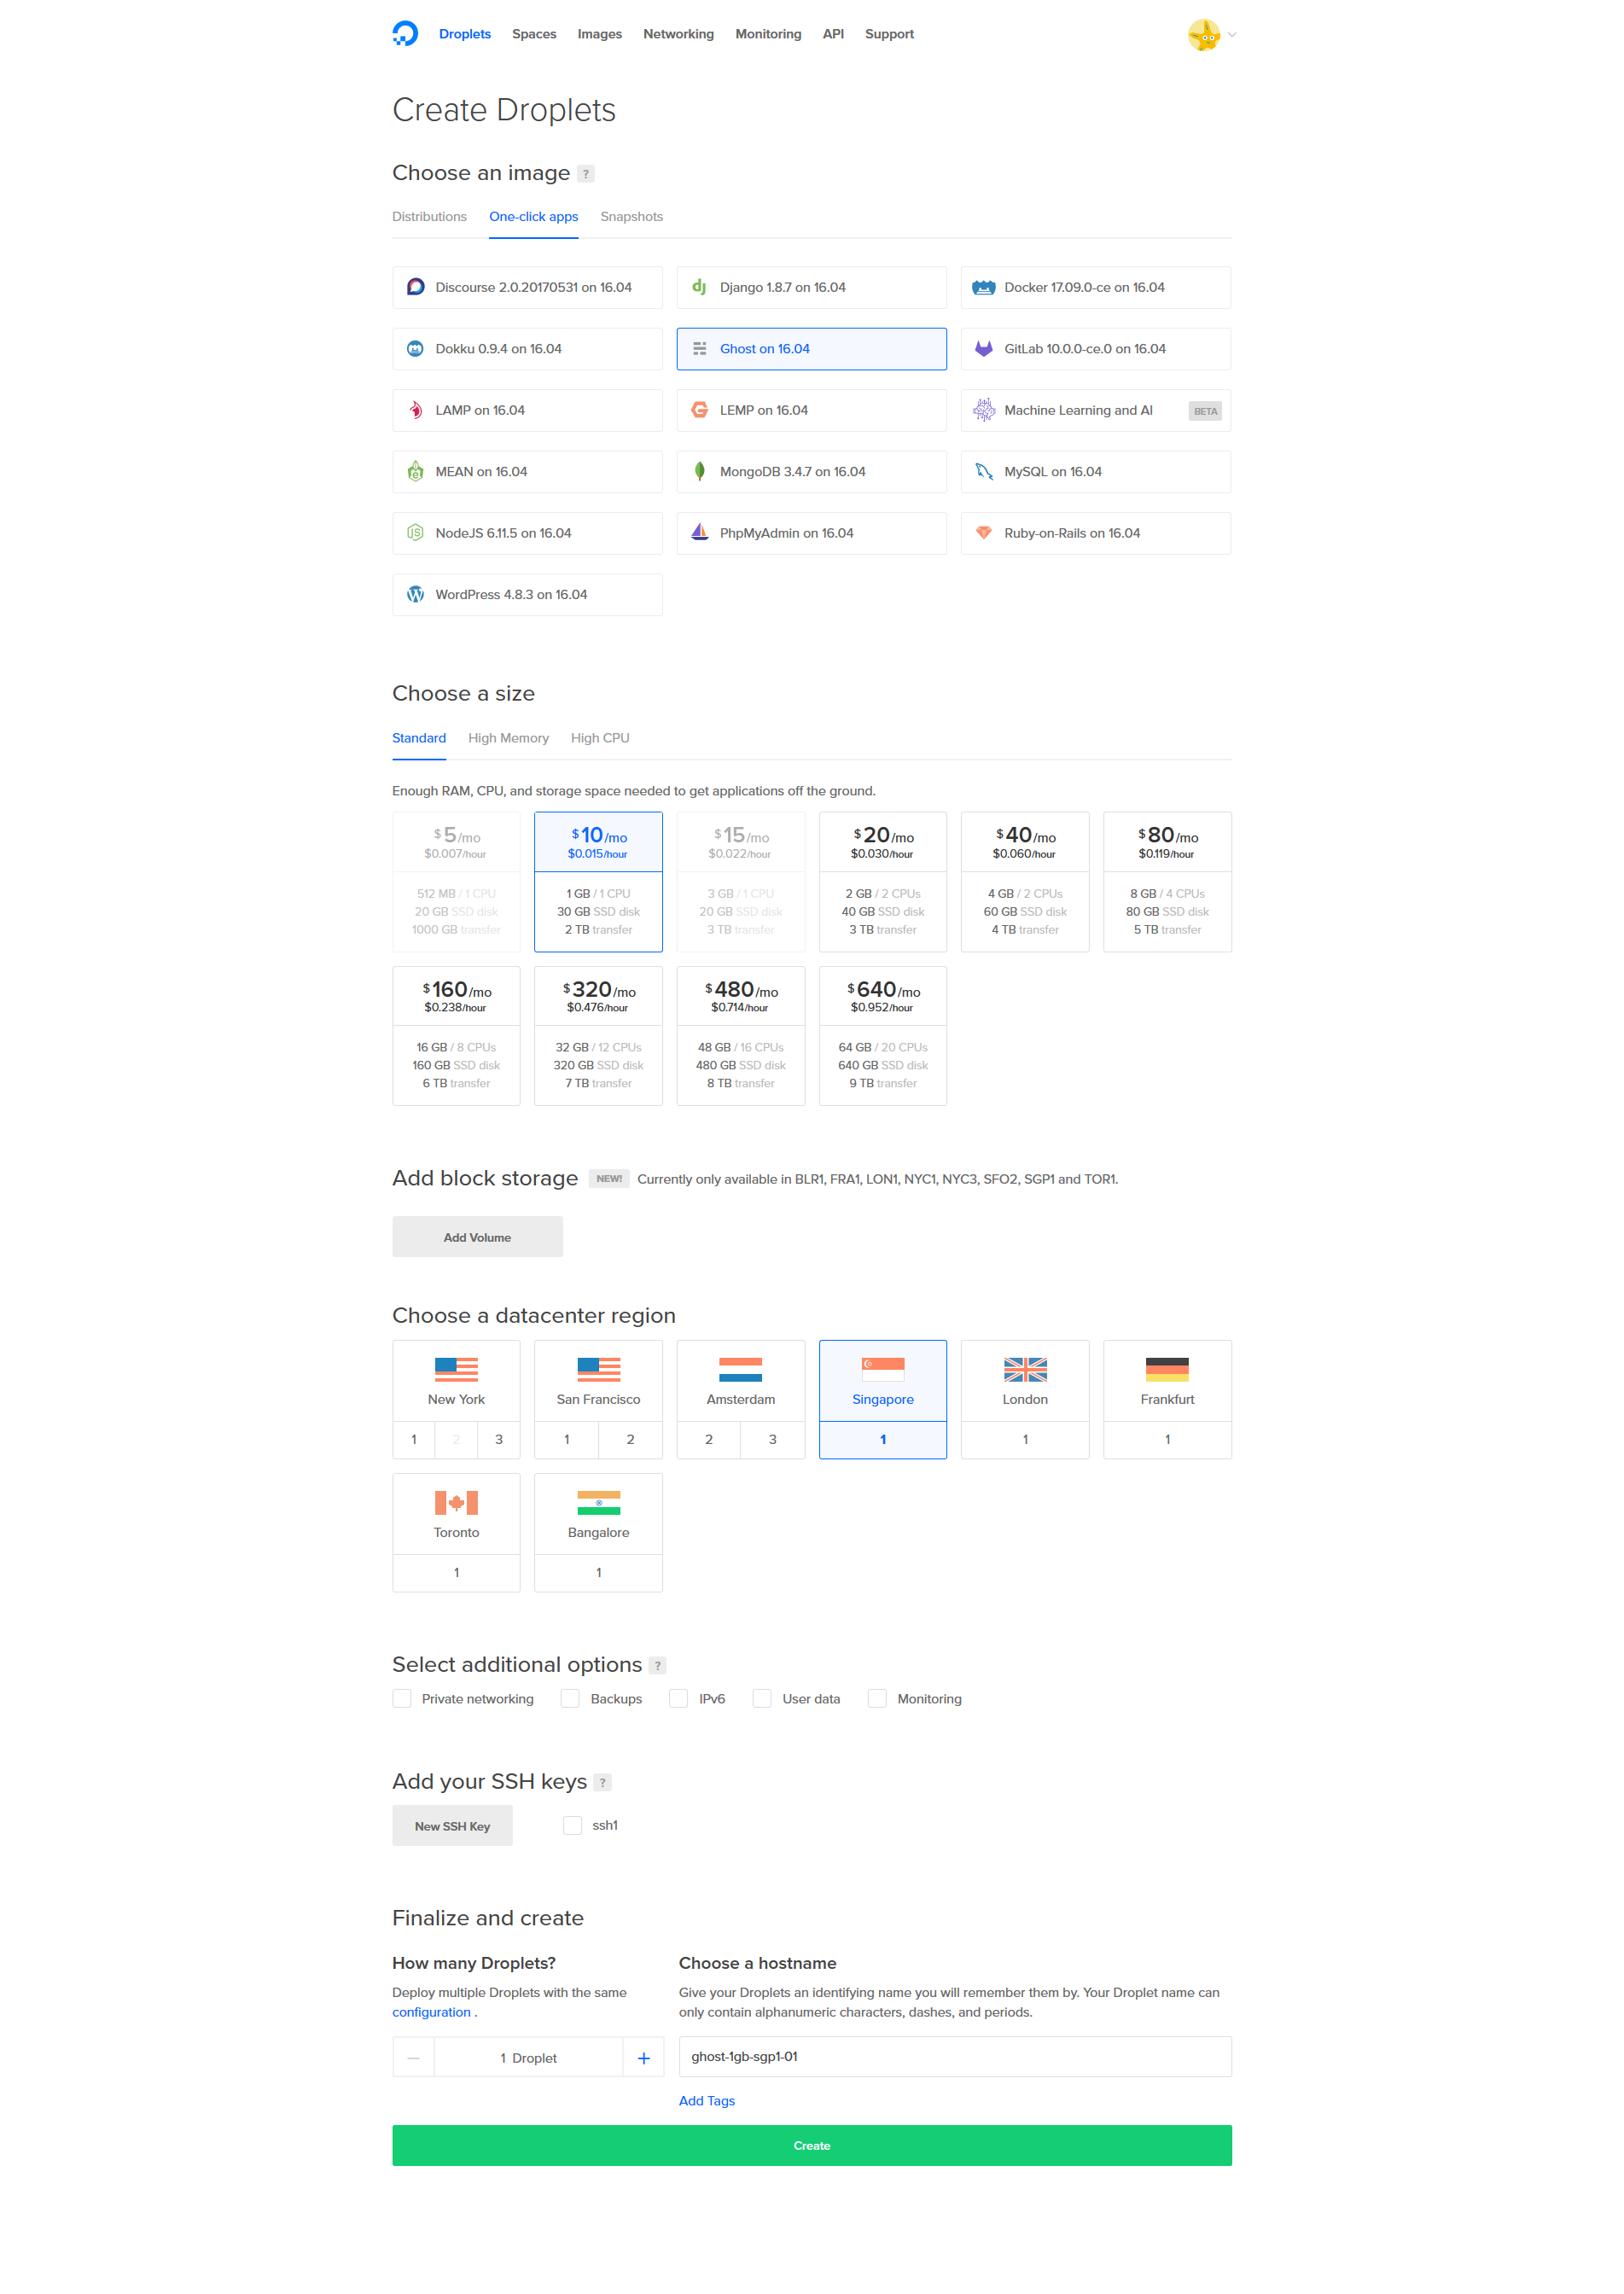 Droplets Spaces Images Networking Monitoring API Support
Create Droplets
Choose an image ?
Distributions One-click apps Snapshots
Discourse 2.0.20170531 on 16.04
Django 1.8.7 on 16.04
Docker 17.09.0-ce on 16.04
Dokku 0.9.4 on 16.04
Ghost on 16.04
GitLab 10.0.0-ce.0 on 16.04
LAMP on 16.04
LEMP on 16.04
Machine Learning and AI BETA
MEAN on 16.04
MongoDB 3.4.7 on 16.04
MySQL on 16.04
NodeJS 6.11.5 on 16.04
PhpMyAdmin on 16.04
Ruby-on-Rails on 16.04
WordPress 4.8.3 on 16.04
Choose a size
Standard High Memory High CPU
Enough RAM, CPU, and storage space needed to get applications off the ground.
$5/mo
$0.007/hour
512 MB / 1 CPU
20 GB SSD disk
1000 GB transfer
$10/mo
$0.015/hour
1 GB / 1 CPU
30 GB SSD disk
2 TB transfer
$15/mo
$0.022/hour
3 GB / 1 CPU
20 GB SSD disk
3 TB transfer
$20/mo
$0.030/hour
2 GB / 2 CPUs
40 GB SSD disk
3 TB transfer
$40/mo
$0.060/hour
4 GB / 2 CPUs
60 GB SSD disk
4 TB transfer
$80/mo
$0.119/hour
8 GB / 4 CPUs
80 GB SSD disk
5 TB transfer
$160/mo
$0.238/hour
16 GB / 8 CPUs
160 GB SSD disk
6 TB transfer
$320/mo
$0.476/hour
32 GB / 12 CPUs
320 GB SSD disk
7 TB transfer
$480/mo
$0.714/hour
48 GB / 16 CPUs
480 GB SSD disk
8 TB transfer
$640/mo
$0.952/hour
64 GB / 20 CPUs
640 GB SSD disk
9 TB transfer
Add block storage NEW! Currently only available in BLR1, FRA1, LON1, NYC1, NYC3, SFO2, SGP1 and TOR1.
Add Volume
Choose a datacenter region
New York
1 2 3
San Francisco
1 2
Amsterdam
2 3
Singapore
1
London
1
Frankfurt
1
Toronto
1
Bangalore
1
Select additional options ?
Private networking Backups IPv6 User data Monitoring
Add your SSH keys ?
New SSH Key ssh1
Finalize and create
How many Droplets?
Deploy multiple Droplets with the same
configuration .
1 Droplet
Choose a hostname
Give your Droplets an identifying name you will remember them by. Your Droplet name can
only contain alphanumeric characters, dashes, and periods.
ghost-1gb-sgp1-01
Add Tags
Create